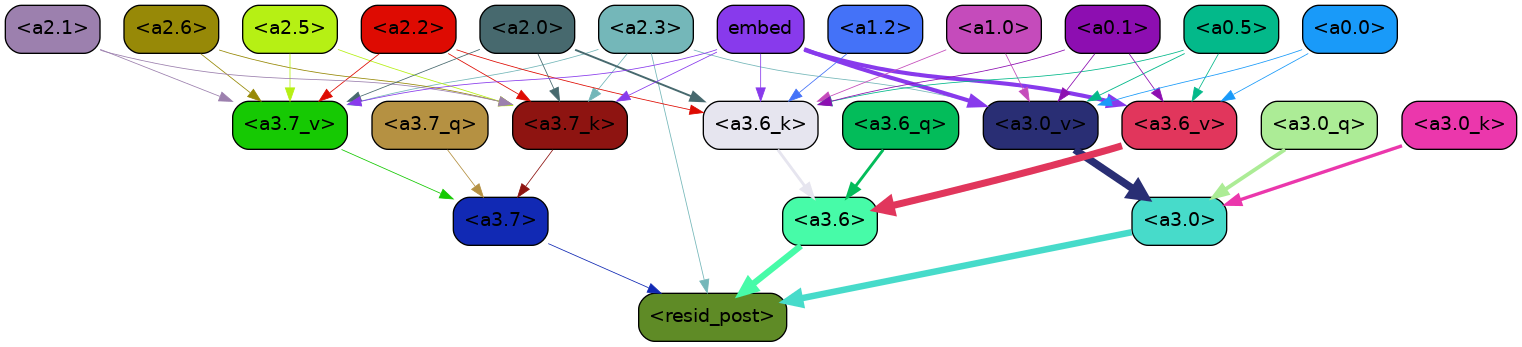 <a2.1> <a2.6> <a2.5> <a2.2> <a2.0> <a2.3> embed <a1.2> <a1.0> <a0.1> <a0.5> <a0.0>
<a3.7_v> <a3.7_q> <a3.7_k> <a3.6_k> <a3.6_q> <a3.0_v> <a3.6_v> <a3.0_q> <a3.0_k>
<a3.7> <a3.6> <a3.0>
<resid_post>